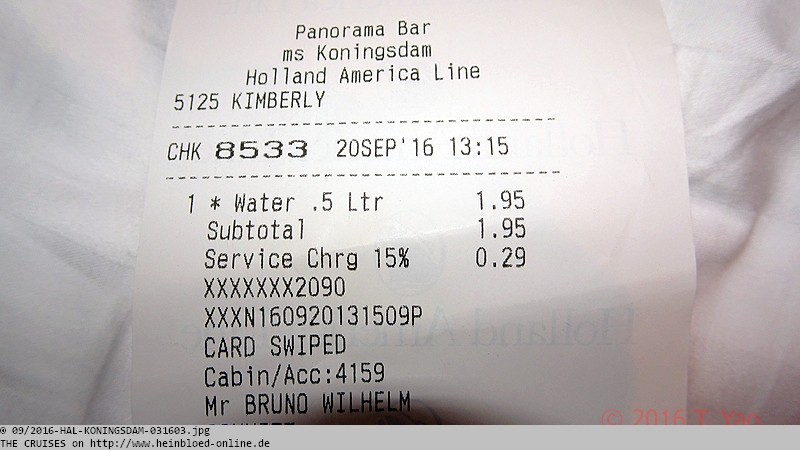 Panorama Bar
ms Koningsdam
Holland America Line
5125 KIMBERLY
CHK 8533 20SEP'16 13:15
1 * Water .5 Ltr 1.95
Subtotal 1.95
Service Chrg 15% 0.29
XXXXXXX2090
XXXN160920131509P
CARD SWIPED
Cabin/Acc:4159
Mr BRUNO WILHELM
© 2016 T. Yao
© 09/2016-HAL-KONINGSDAM-031603.jpg
THE CRUISES on http://www.heinbloed-online.de